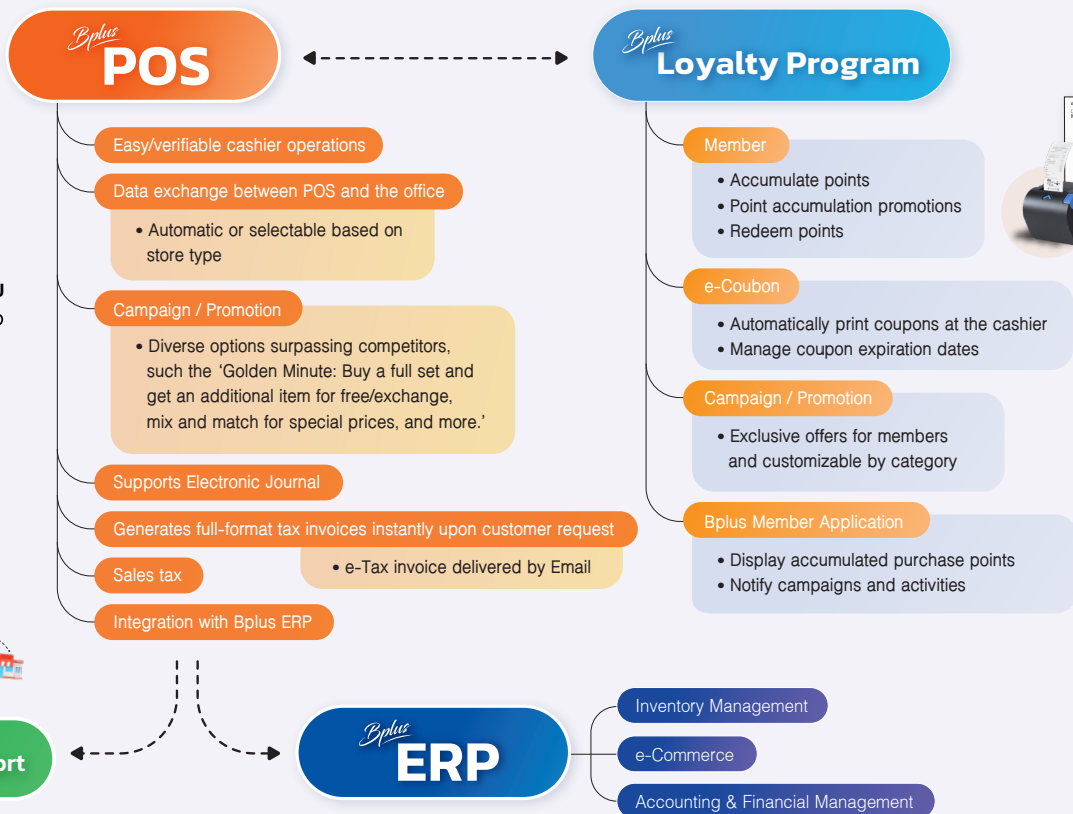 Bplus
POS
Easy/verifiable cashier operations
Data exchange between POS and the office
• Automatic or selectable based on
store type
Campaign / Promotion
• Diverse options surpassing competitors,
such the ‘Golden Minute: Buy a full set and
get an additional item for free/exchange,
mix and match for special prices, and more.’
Supports Electronic Journal
Generates full-format tax invoices instantly upon customer request
• e-Tax invoice delivered by Email
Sales tax
Integration with Bplus ERP
Bplus
Loyalty Program
Member
• Accumulate points
• Point accumulation promotions
• Redeem points
e-Coubon
• Automatically print coupons at the cashier
• Manage coupon expiration dates
Campaign / Promotion
• Exclusive offers for members
and customizable by category
Bplus Member Application
• Display accumulated purchase points
• Notify campaigns and activities
ort
Bplus
ERP
Inventory Management
e-Commerce
Accounting & Financial Management